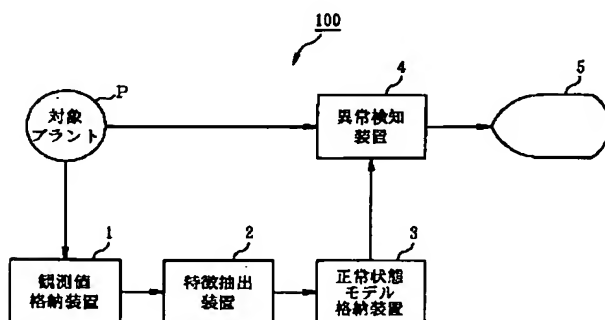 100
P
対象
プラント
4
異常検知
装置
5
1
観測値
格納装置
2
特徴抽出
装置
3
正常状態
モデル
格納装置